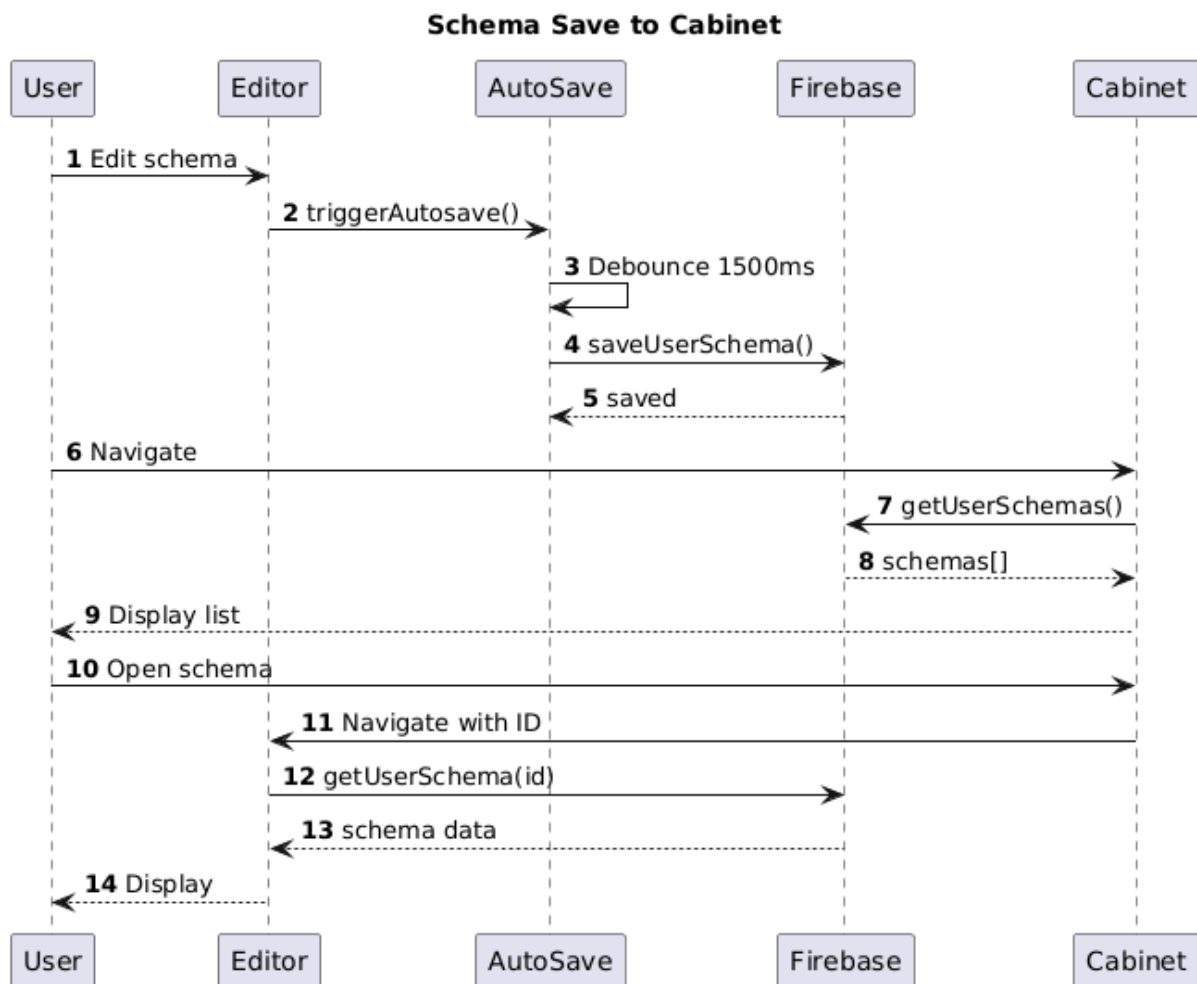 Schema Save to Cabinet
User Editor AutoSave Firebase Cabinet
1 Edit schema
2 triggerAutosave()
3 Debounce 1500ms
4 saveUserSchema()
5 saved
6 Navigate
7 getUserSchemas()
8 schemas[]
9 Display list
10 Open schema
11 Navigate with ID
12 getUserSchema(id)
13 schema data
14 Display
User Editor AutoSave Firebase Cabinet